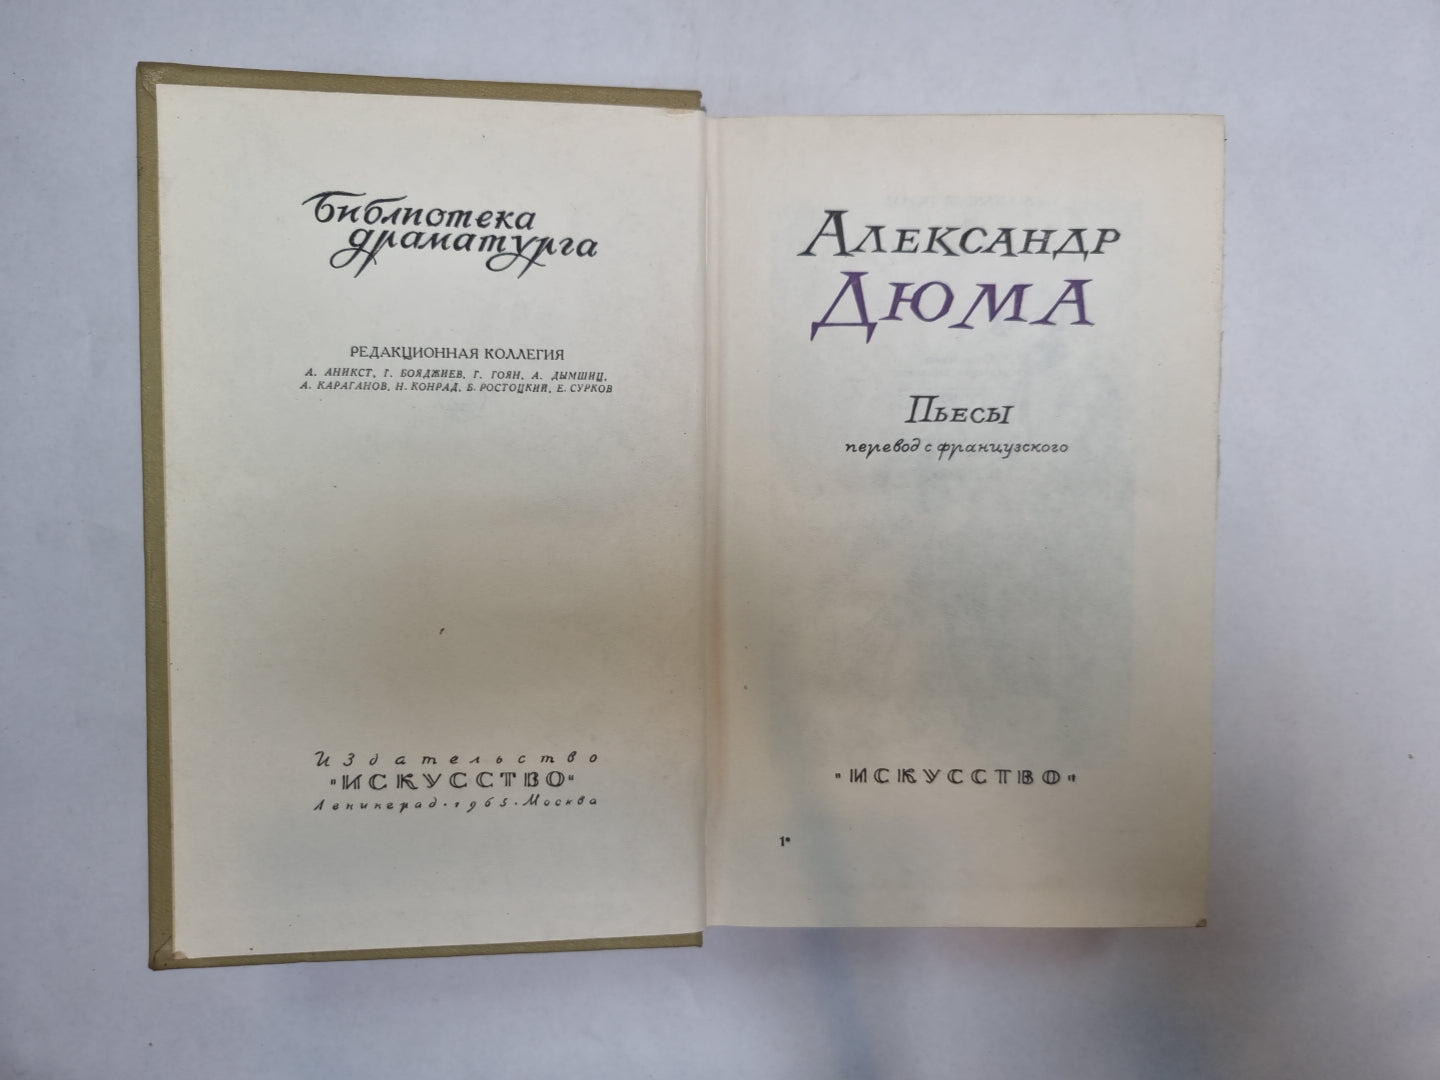 Библиотека
драматурга
РЕДАКЦИОННАЯ КОЛЛЕГИЯ
А. АНИКСТ, Г. БОЯДЖИЕВ, Г. ГОЯН, А. ДЫМШИЦ,
А. КАРАГАНОВ, Н. КОНРАД, Б. РОСТОЦКИЙ, Е. СУРКОВ
Издательство
"ИСКУССТВО"
Ленинград·1965·Москва
АЛЕКСАНДР
ДЮМА
ПЬЕСЫ
перевод с французского
"ИСКУССТВО"
1*